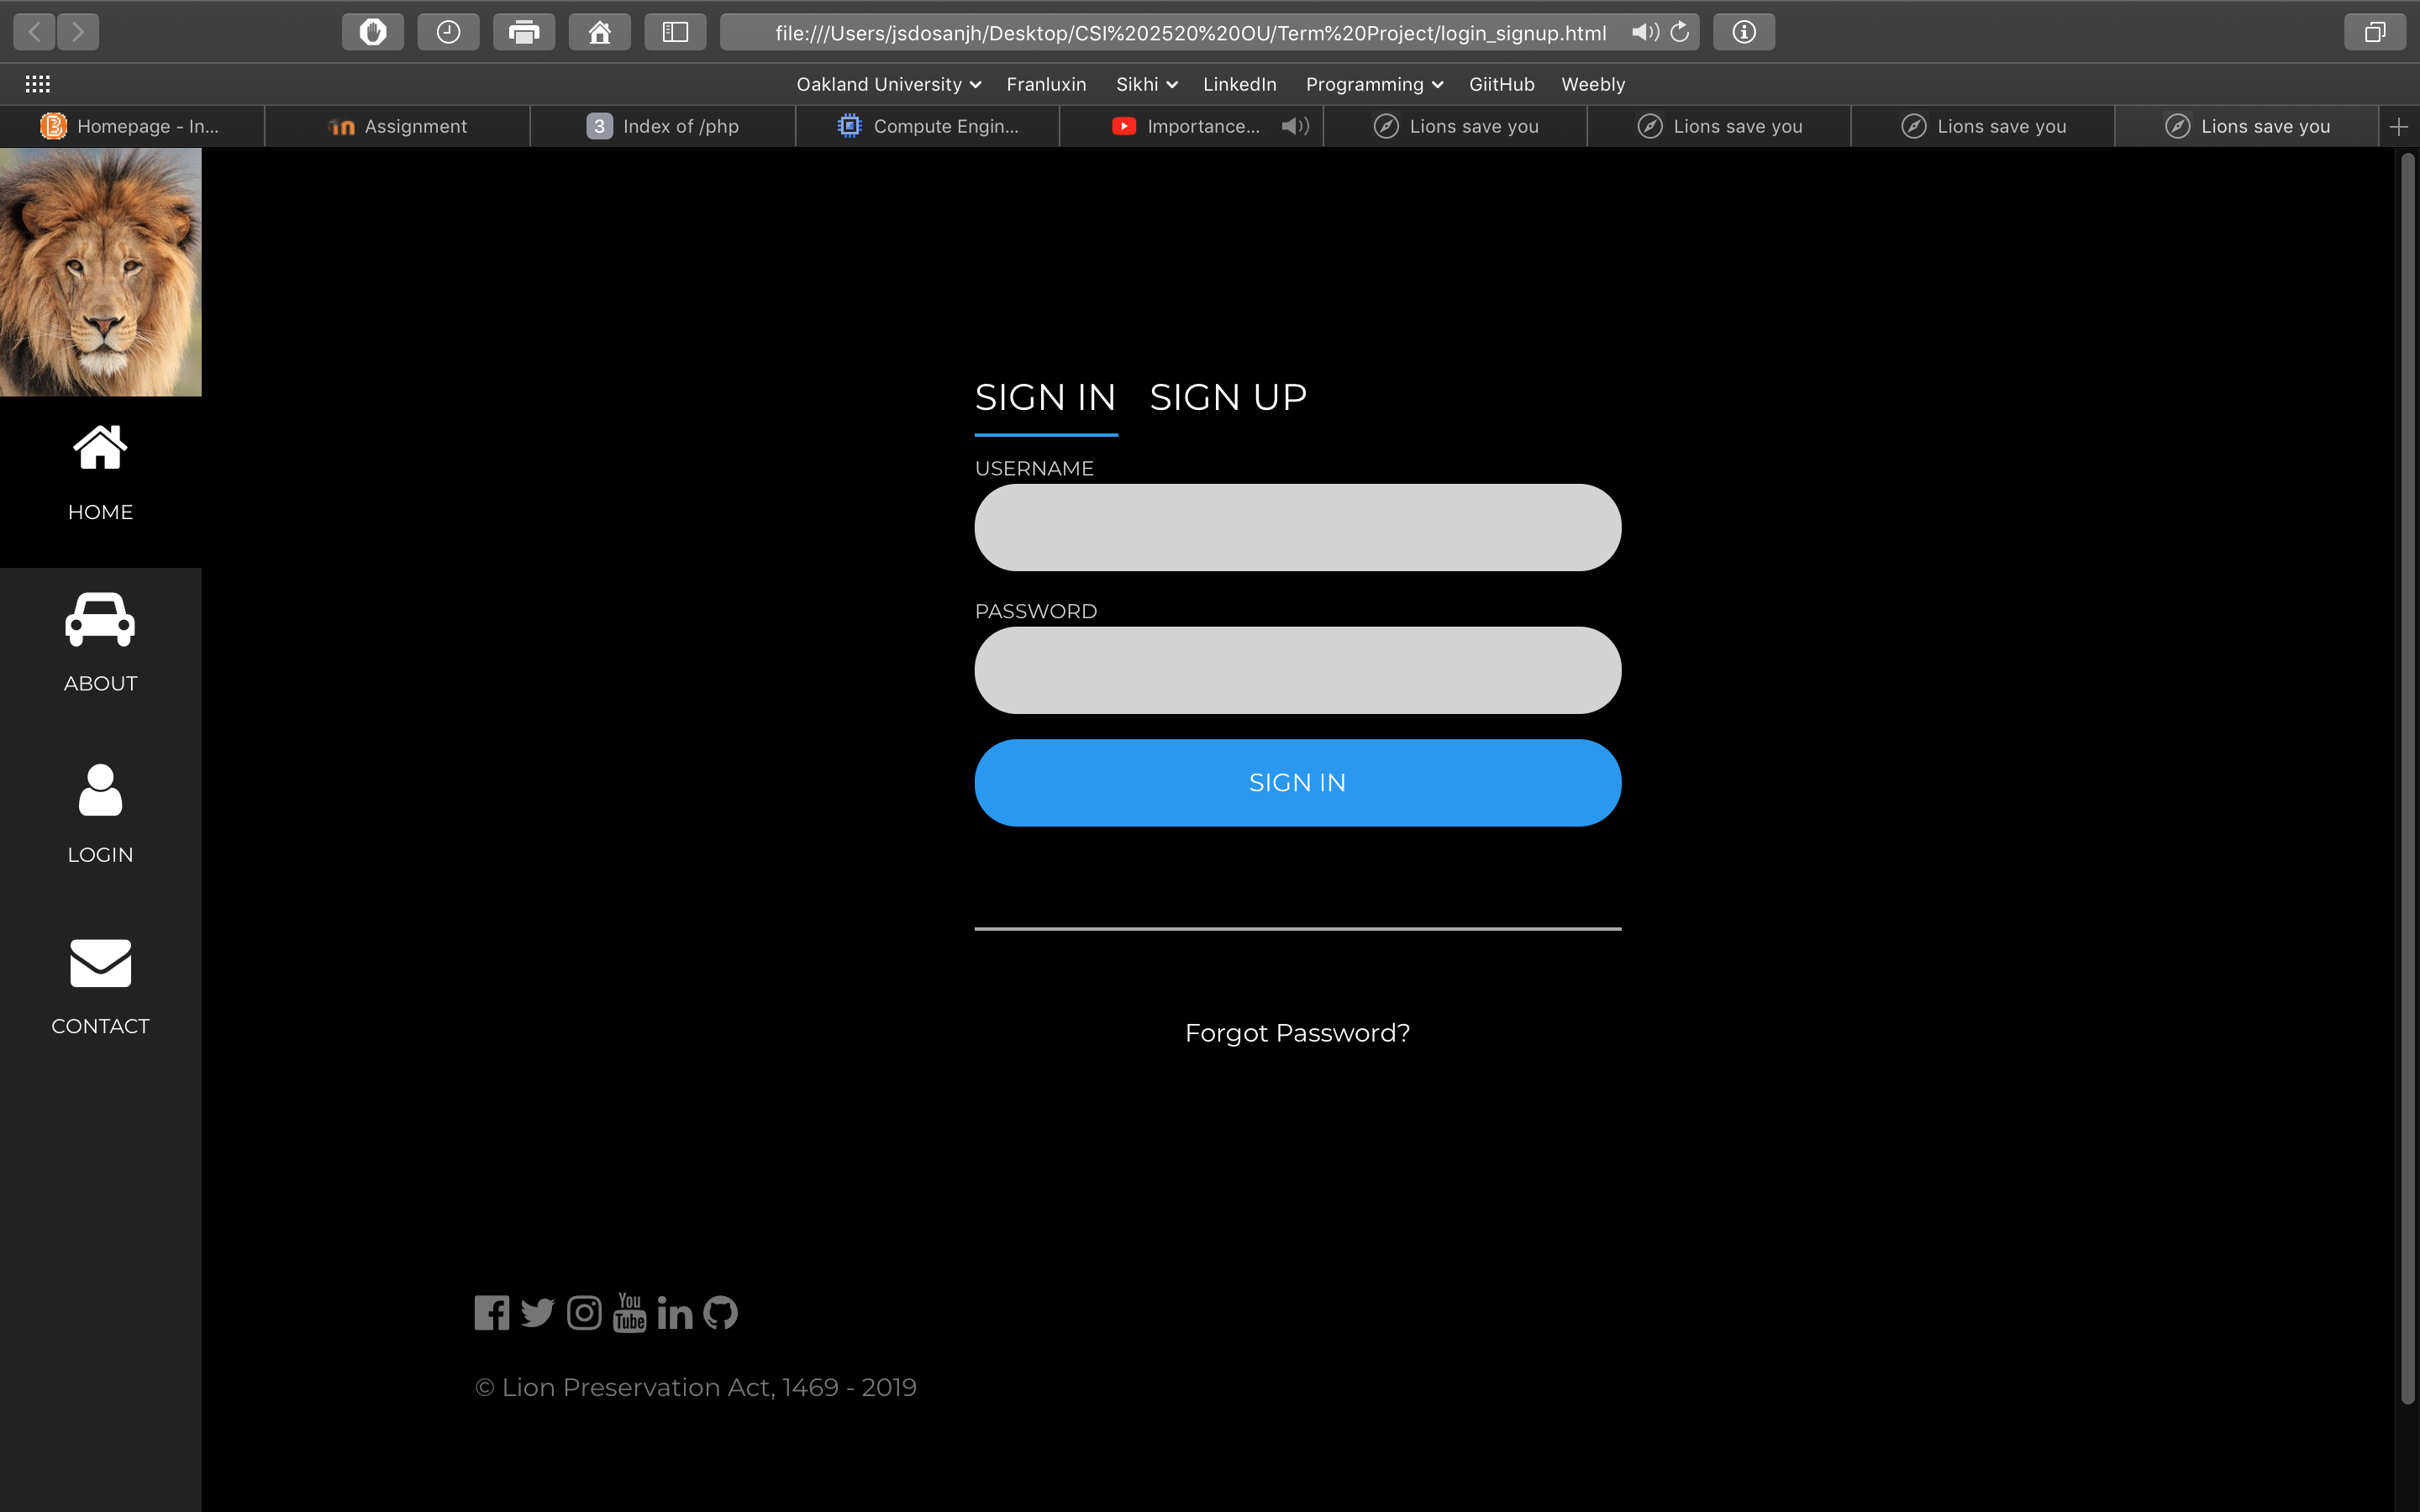 file:///Users/jsdosanjh/Desktop/CSI%202520%20OU/Term%20Project/login_signup.html
Oakland University Franluxin Sikhi LinkedIn Programming GiitHub Weebly
Homepage - In... Assignment 3 Index of /php Compute Engin... Importance... Lions save you Lions save you Lions save you Lions save you
HOME
ABOUT
LOGIN
CONTACT
SIGN IN SIGN UP
USERNAME
PASSWORD
SIGN IN
Forgot Password?
You Tube in
© Lion Preservation Act, 1469 - 2019